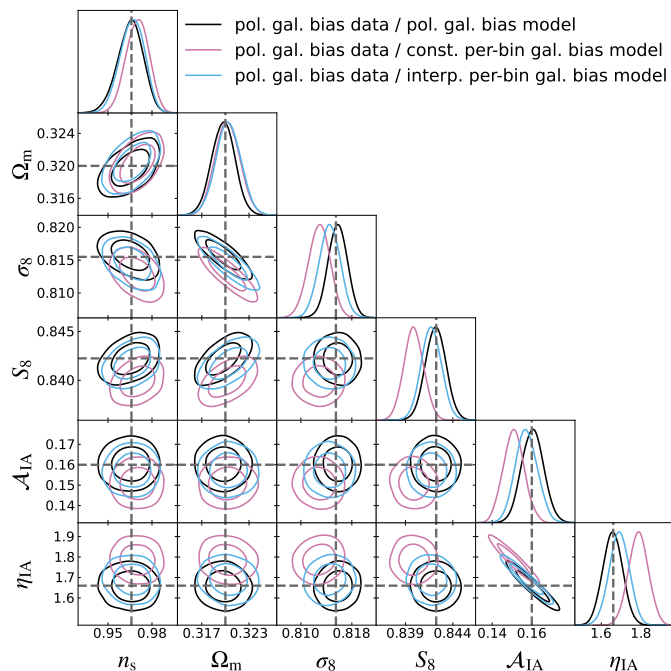 pol. gal. bias data / pol. gal. bias model
pol. gal. bias data / const. per-bin gal. bias model
pol. gal. bias data / interp. per-bin gal. bias model
0.324
0.320
0.316
Ωm
0.820
0.815
0.810
σ8
0.845
0.840
S8
0.17
0.16
0.15
0.14
𝒜IA
1.9
1.8
1.7
1.6
ηIA
0.95 0.98 0.317 0.323 0.810 0.818 0.839 0.844 0.14 0.16 1.6 1.8
ns Ωm σ8 S8 𝒜IA ηIA